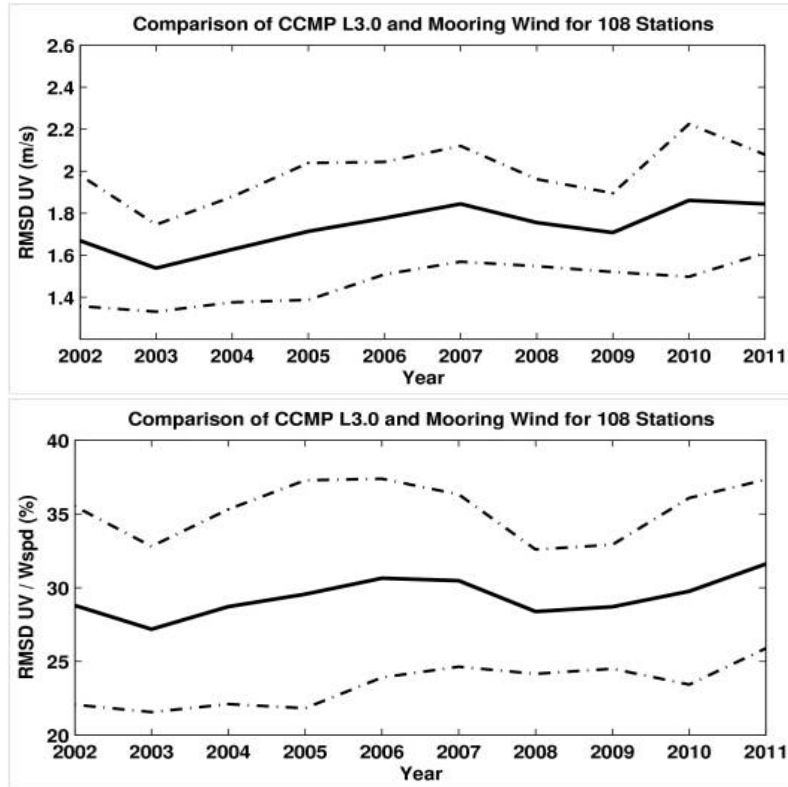 Comparison of CCMP L3.0 and Mooring Wind for 108 Stations
2.6
2.4
2.2
2
1.8
1.6
1.4
RMSD UV (m/s)
2002 2003 2004 2005 2006 2007 2008 2009 2010 2011
Year
Comparison of CCMP L3.0 and Mooring Wind for 108 Stations
40
35
30
25
20
RMSD UV / Wspd (%)
2002 2003 2004 2005 2006 2007 2008 2009 2010 2011
Year